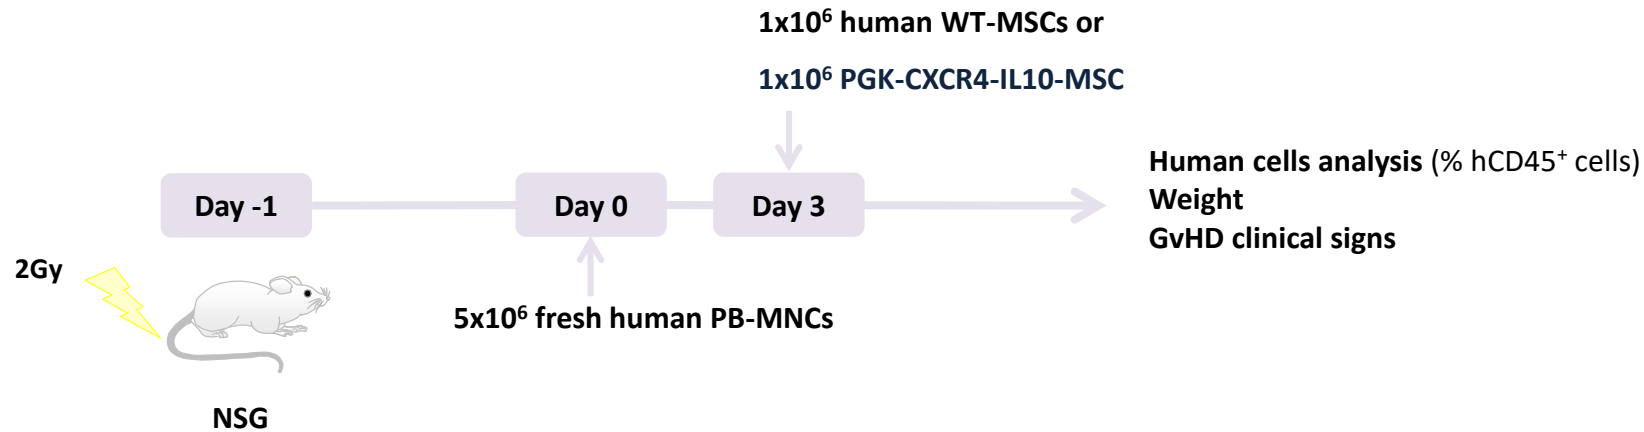 1x10⁶ human WT-MSCs or
1x10⁶ PGK-CXCR4-IL10-MSC
Human cells analysis (% hCD45⁺ cells)
Weight
GvHD clinical signs
Day -1
Day 0
Day 3
2Gy
5x10⁶ fresh human PB-MNCs
NSG